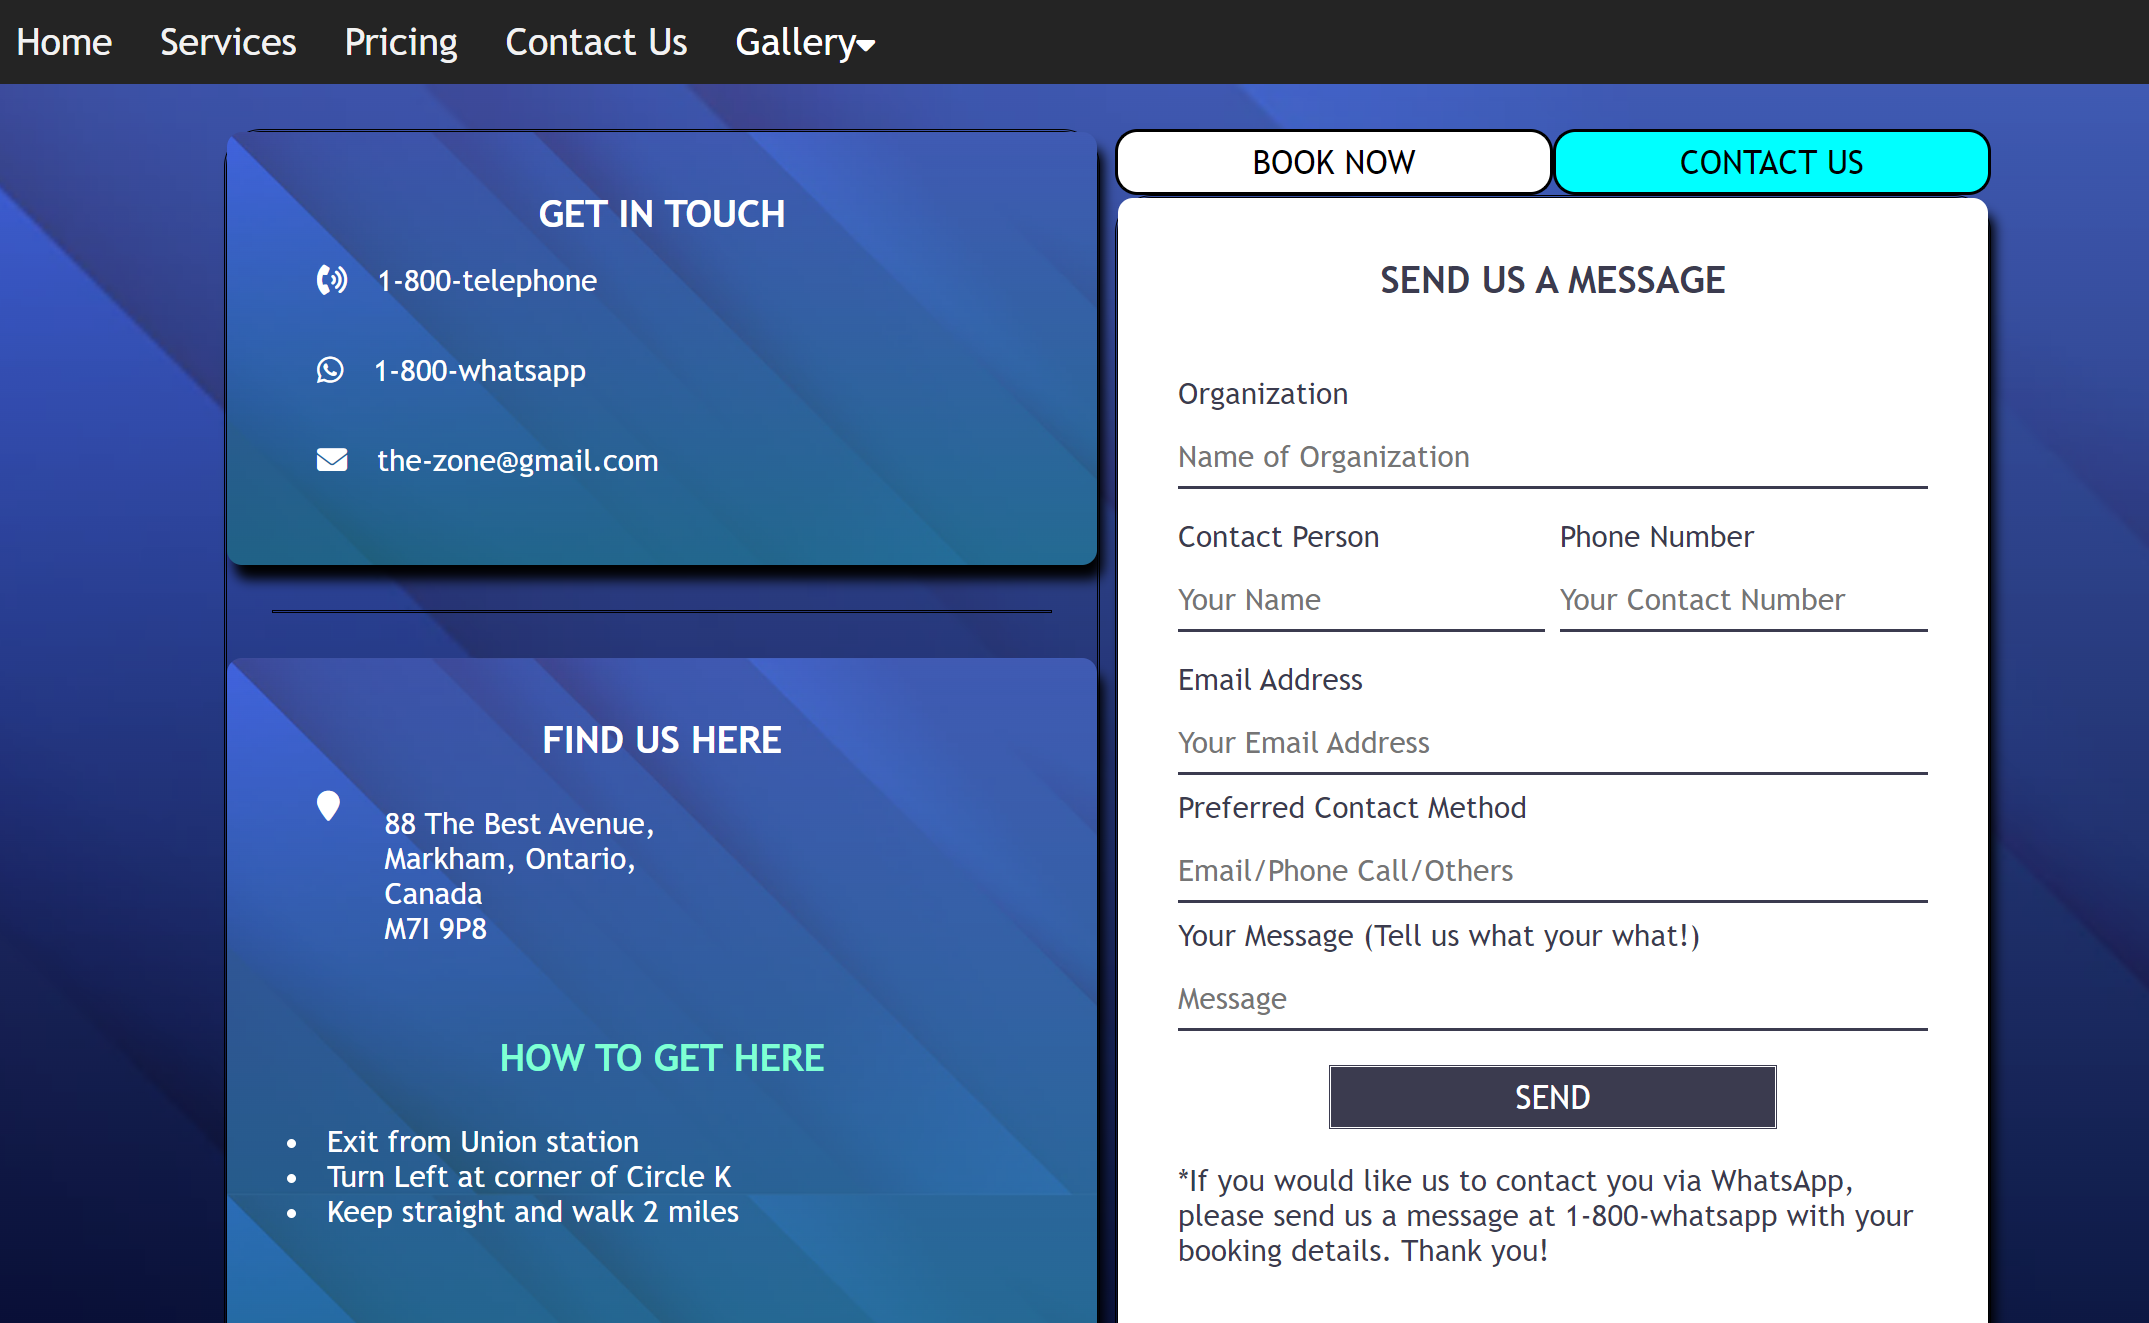 Home Services Pricing Contact Us Gallery
GET IN TOUCH
1-800-telephone
1-800-whatsapp
the-zone@gmail.com
FIND US HERE
88 The Best Avenue,
Markham, Ontario,
Canada
M7I 9P8
HOW TO GET HERE
Exit from Union station
Turn Left at corner of Circle K
Keep straight and walk 2 miles
BOOK NOW CONTACT US
SEND US A MESSAGE
Organization
Name of Organization
Contact Person Phone Number
Your Name Your Contact Number
Email Address
Your Email Address
Preferred Contact Method
Email/Phone Call/Others
Your Message (Tell us what your what!)
Message
SEND
*If you would like us to contact you via WhatsApp,
please send us a message at 1-800-whatsapp with your
booking details. Thank you!